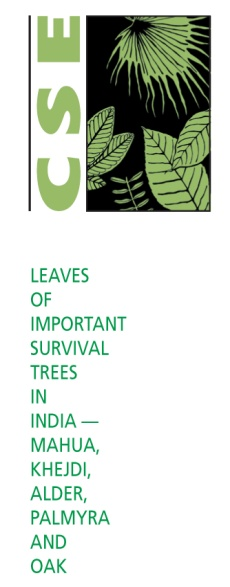 CSE
LEAVES
OF
IMPORTANT
SURVIVAL
TREES
IN
INDIA —
MAHUA,
KHEJDI,
ALDER,
PALMYRA
AND
OAK